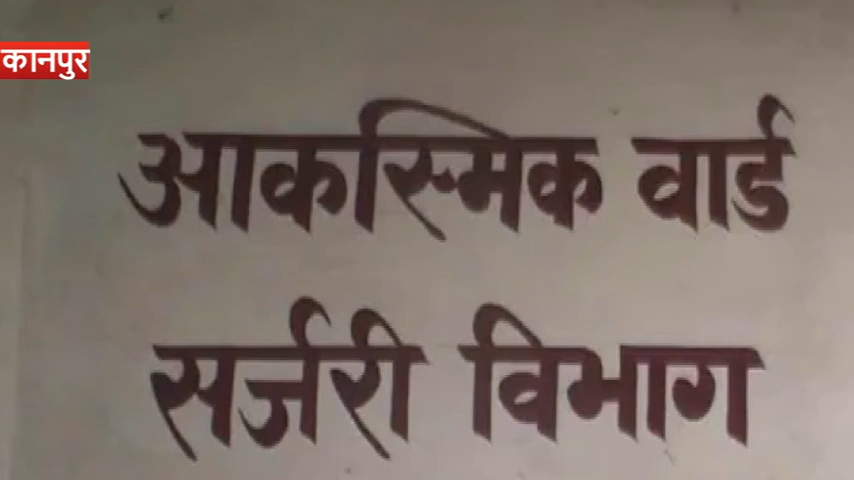 कानपुर
आकस्मिक वार्ड
सर्जरी विभाग